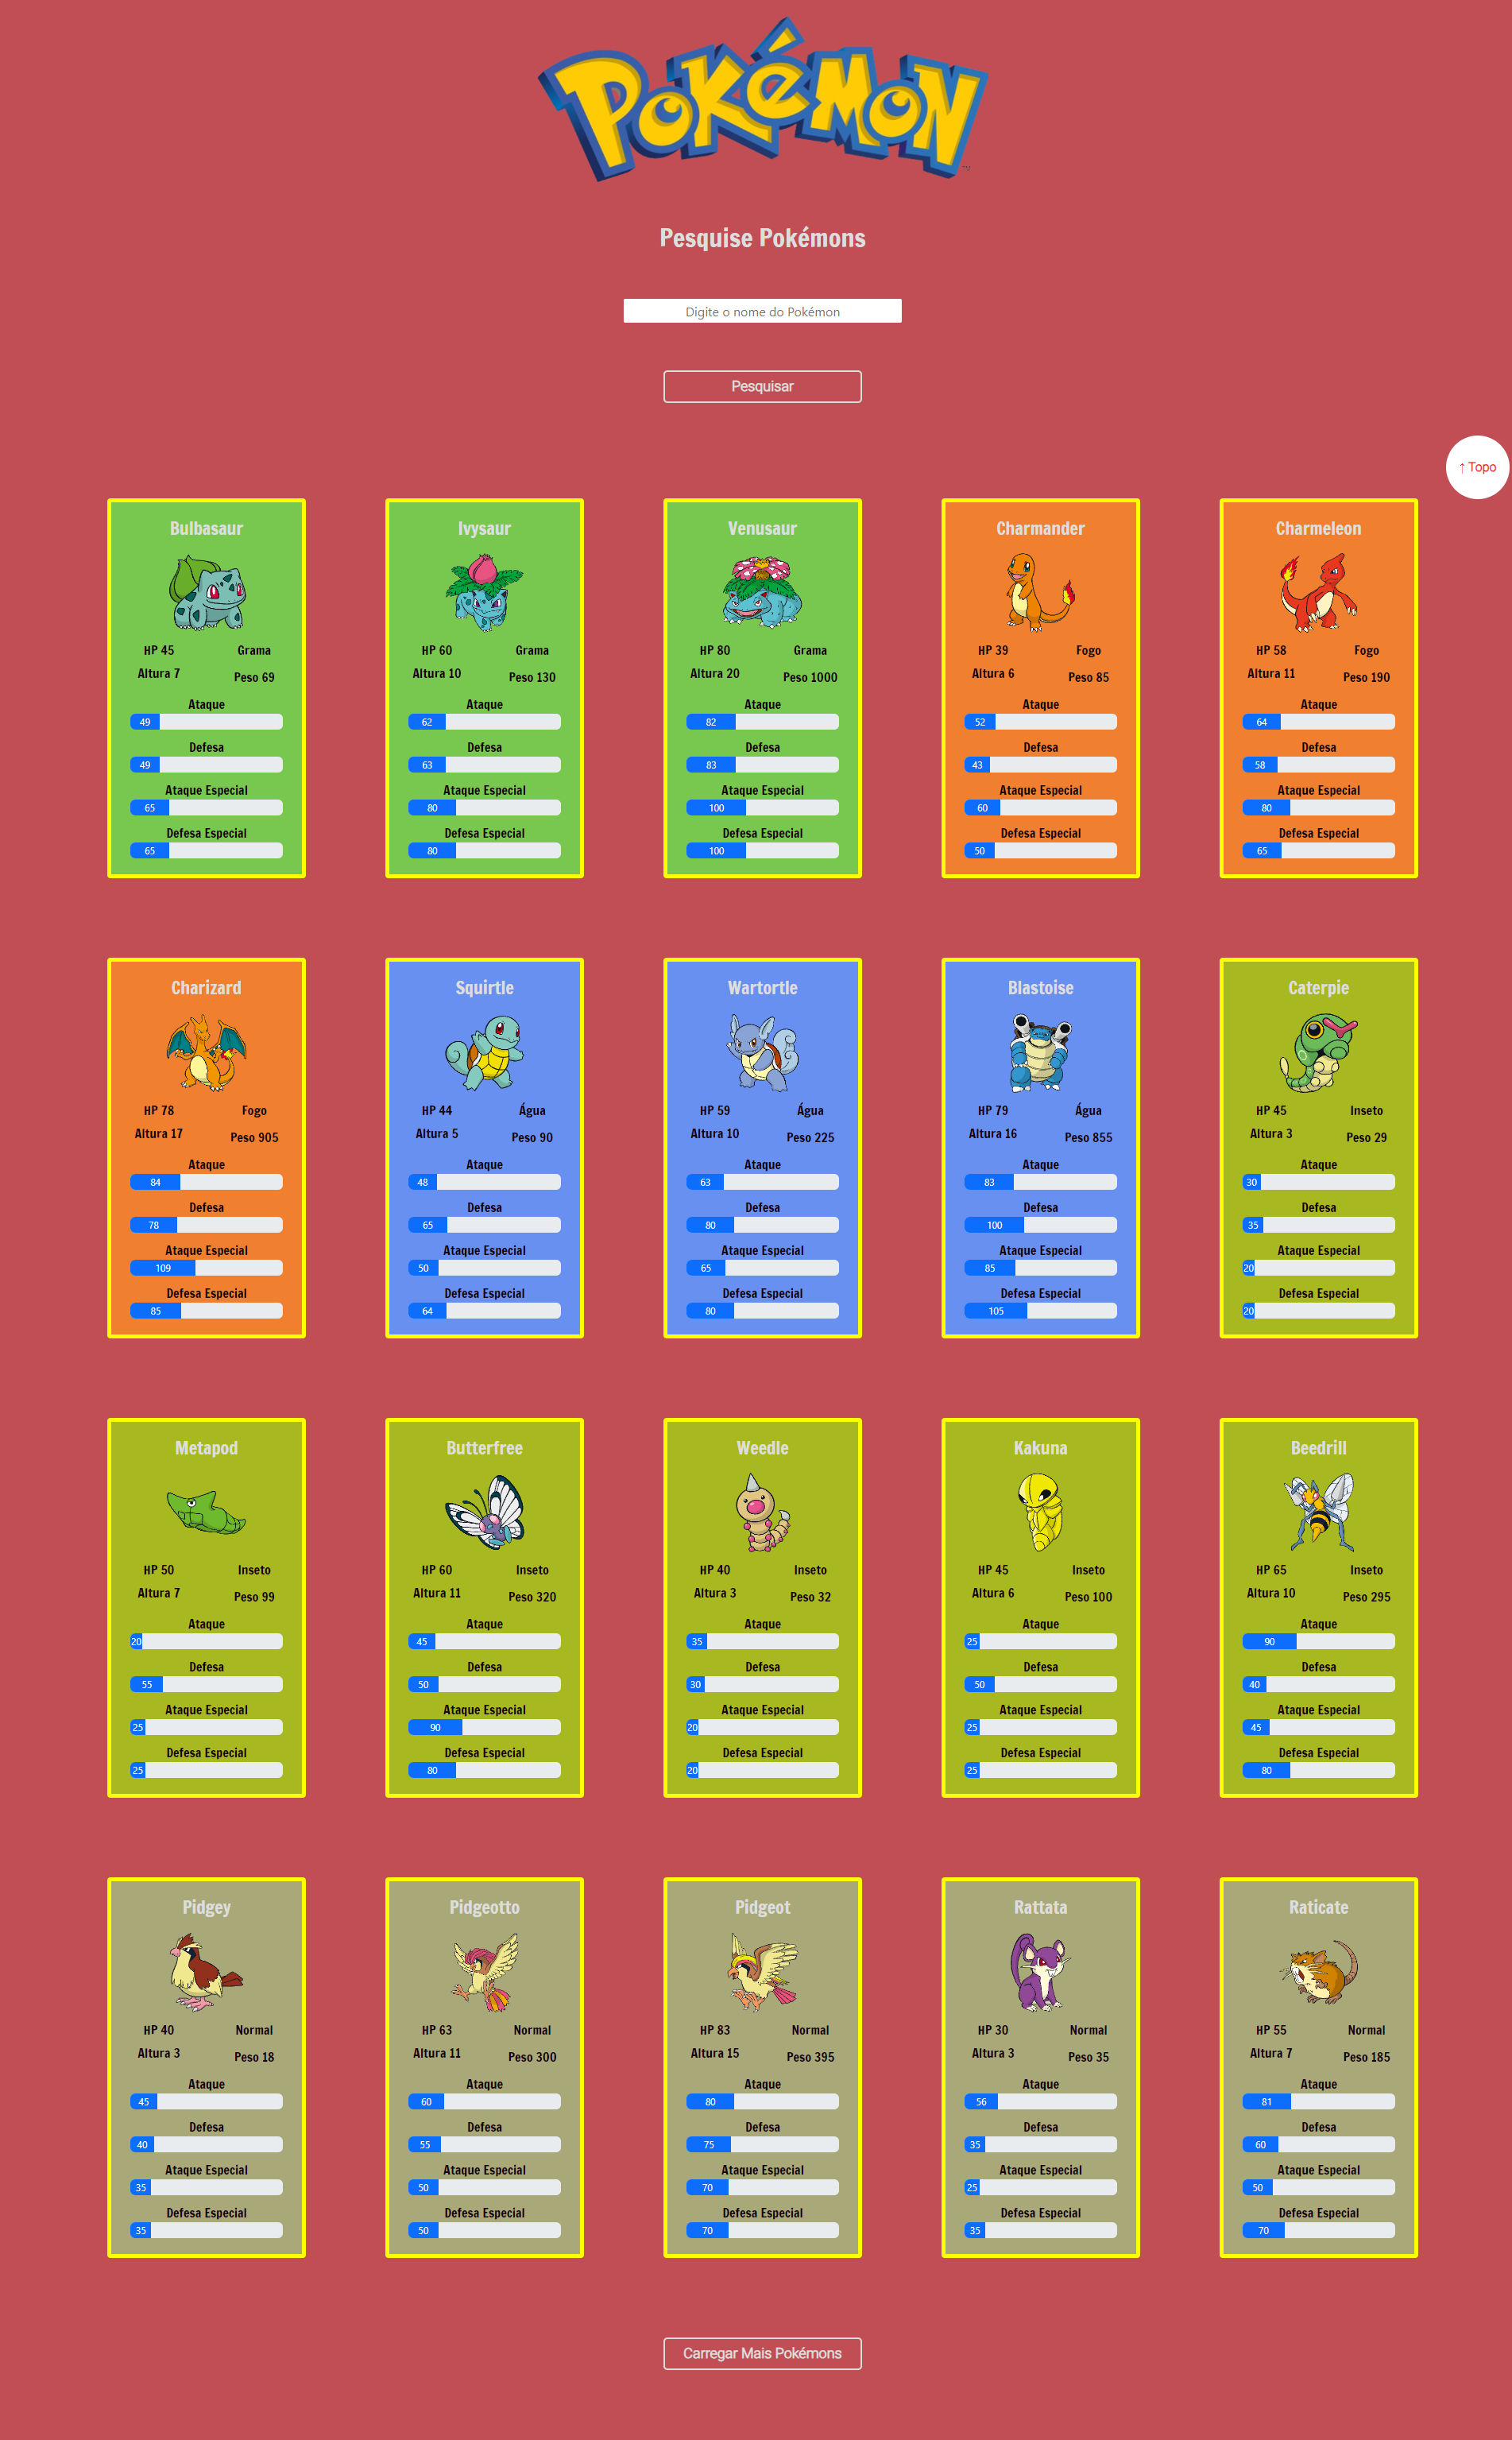 POKéMON
TM
Pesquise Pokémons
Digite o nome do Pokémon
Pesquisar
↑ Topo
Bulbasaur
HP 45 Grama
Altura 7 Peso 69
Ataque
49
Defesa
49
Ataque Especial
65
Defesa Especial
65
Ivysaur
HP 60 Grama
Altura 10 Peso 130
Ataque
62
Defesa
63
Ataque Especial
80
Defesa Especial
80
Venusaur
HP 80 Grama
Altura 20 Peso 1000
Ataque
82
Defesa
83
Ataque Especial
100
Defesa Especial
100
Charmander
HP 39 Fogo
Altura 6 Peso 85
Ataque
52
Defesa
43
Ataque Especial
60
Defesa Especial
50
Charmeleon
HP 58 Fogo
Altura 11 Peso 190
Ataque
64
Defesa
58
Ataque Especial
80
Defesa Especial
65
Charizard
HP 78 Fogo
Altura 17 Peso 905
Ataque
84
Defesa
78
Ataque Especial
109
Defesa Especial
85
Squirtle
HP 44 Água
Altura 5 Peso 90
Ataque
48
Defesa
65
Ataque Especial
50
Defesa Especial
64
Wartortle
HP 59 Água
Altura 10 Peso 225
Ataque
63
Defesa
80
Ataque Especial
65
Defesa Especial
80
Blastoise
HP 79 Água
Altura 16 Peso 855
Ataque
83
Defesa
100
Ataque Especial
85
Defesa Especial
105
Caterpie
HP 45 Inseto
Altura 3 Peso 29
Ataque
30
Defesa
35
Ataque Especial
20
Defesa Especial
20
Metapod
HP 50 Inseto
Altura 7 Peso 99
Ataque
20
Defesa
55
Ataque Especial
25
Defesa Especial
25
Butterfree
HP 60 Inseto
Altura 11 Peso 320
Ataque
45
Defesa
50
Ataque Especial
90
Defesa Especial
80
Weedle
HP 40 Inseto
Altura 3 Peso 32
Ataque
35
Defesa
30
Ataque Especial
20
Defesa Especial
20
Kakuna
HP 45 Inseto
Altura 6 Peso 100
Ataque
25
Defesa
50
Ataque Especial
25
Defesa Especial
25
Beedrill
HP 65 Inseto
Altura 10 Peso 295
Ataque
90
Defesa
40
Ataque Especial
45
Defesa Especial
80
Pidgey
HP 40 Normal
Altura 3 Peso 18
Ataque
45
Defesa
40
Ataque Especial
35
Defesa Especial
35
Pidgeotto
HP 63 Normal
Altura 11 Peso 300
Ataque
60
Defesa
55
Ataque Especial
50
Defesa Especial
50
Pidgeot
HP 83 Normal
Altura 15 Peso 395
Ataque
80
Defesa
75
Ataque Especial
70
Defesa Especial
70
Rattata
HP 30 Normal
Altura 3 Peso 35
Ataque
56
Defesa
35
Ataque Especial
25
Defesa Especial
35
Raticate
HP 55 Normal
Altura 7 Peso 185
Ataque
81
Defesa
60
Ataque Especial
50
Defesa Especial
70
Carregar Mais Pokémons